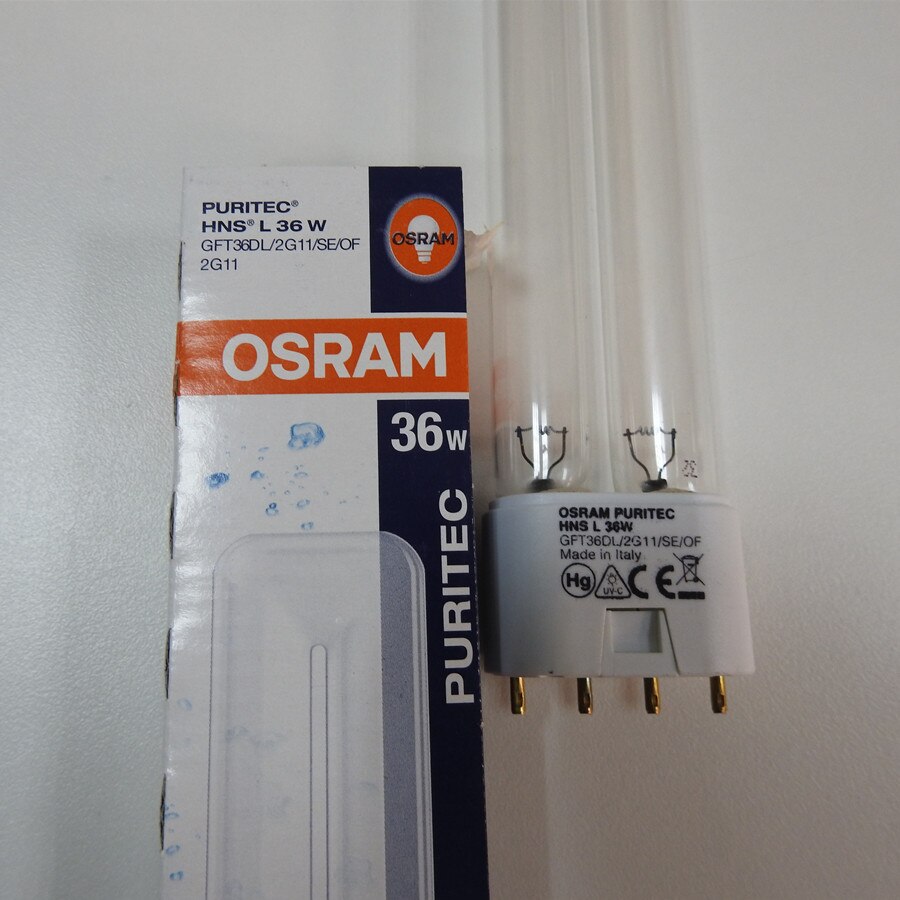 PURITEC®
HNS® L 36 W
GFT36DL/2G11/SE/OF
2G11
OSRAM
OSRAM
36W
PURITEC
OSRAM PURITEC
HNS L 36W
GFT36DL/2G11/SE/OF
Made in Italy
Hg UV-C CE